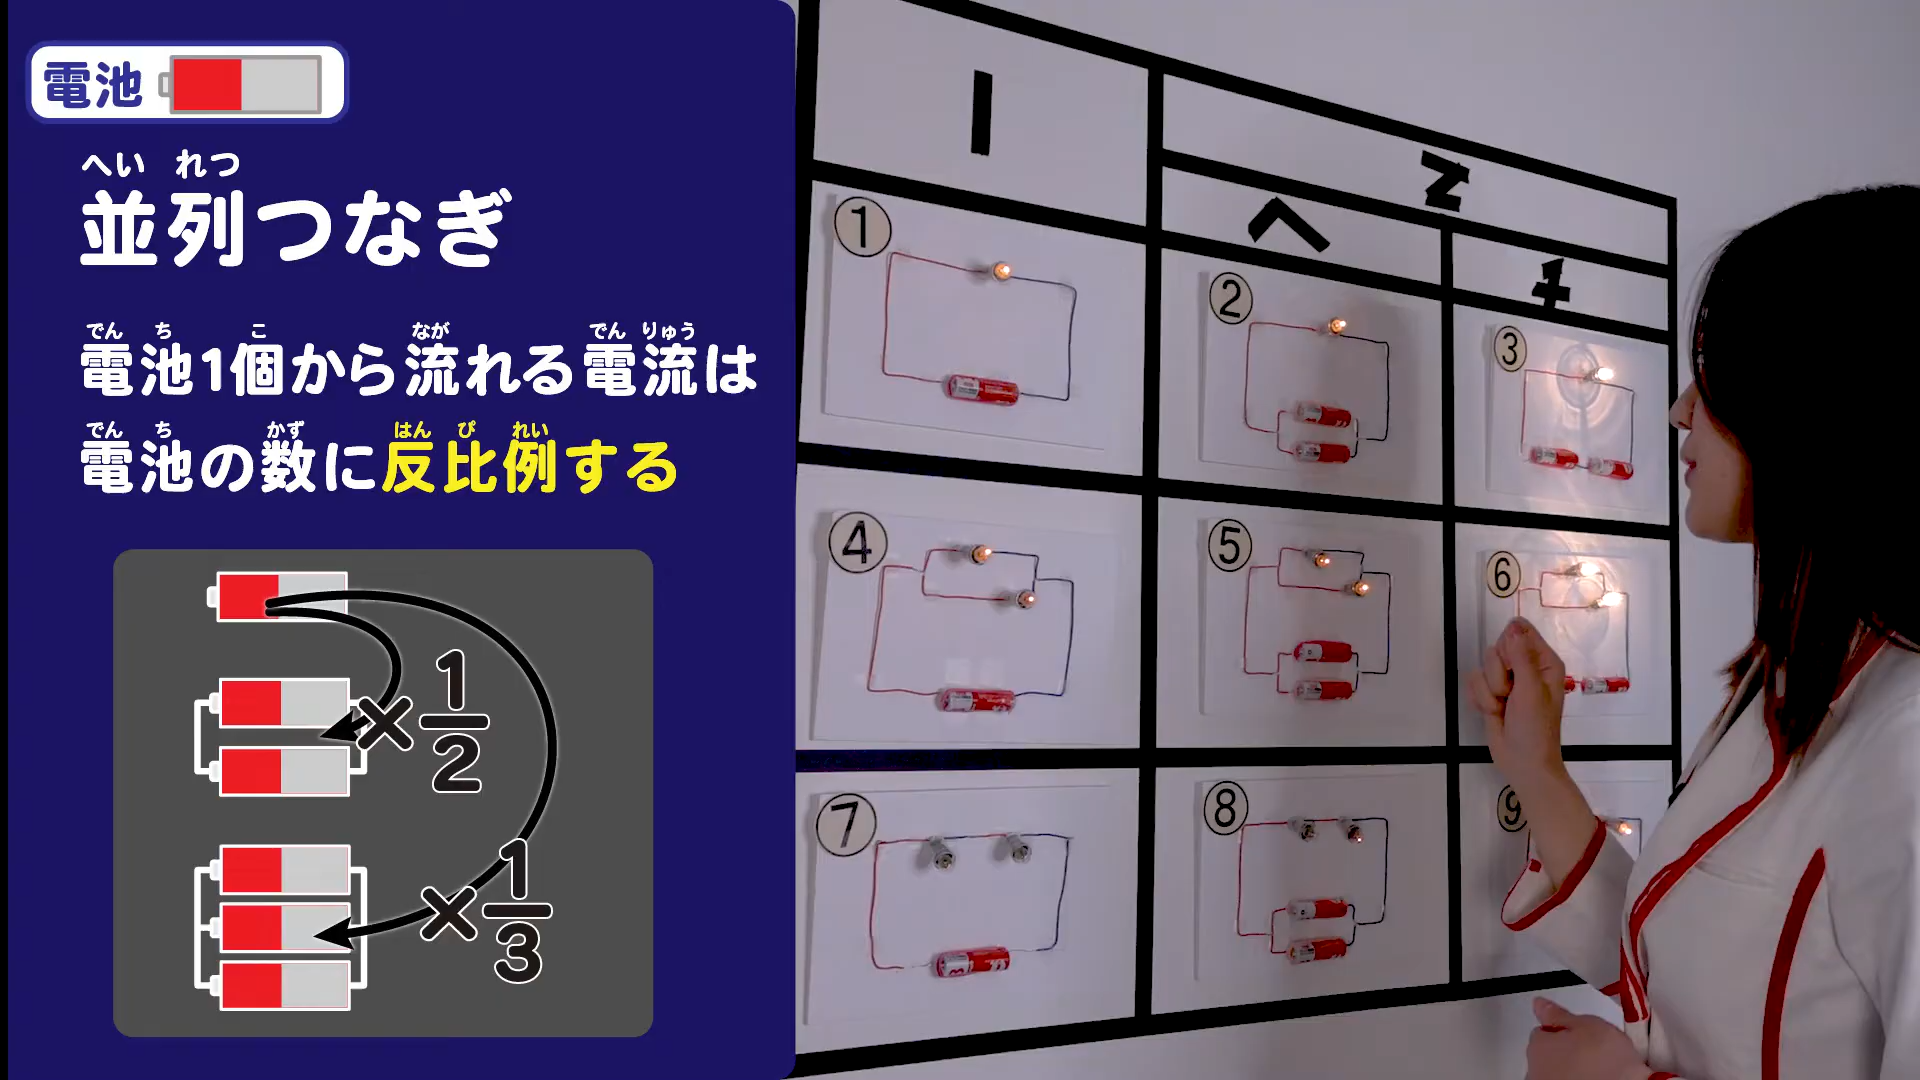 電池
へいれつ
並列つなぎ
でんちこながでんりゅう
電池1個から流れる電流は
でんちかずはんぴれい
電池の数に反比例する
×1/2
×1/3
1
2
へ
チ
①
②
③
④
⑤
⑥
⑦
⑧
⑨